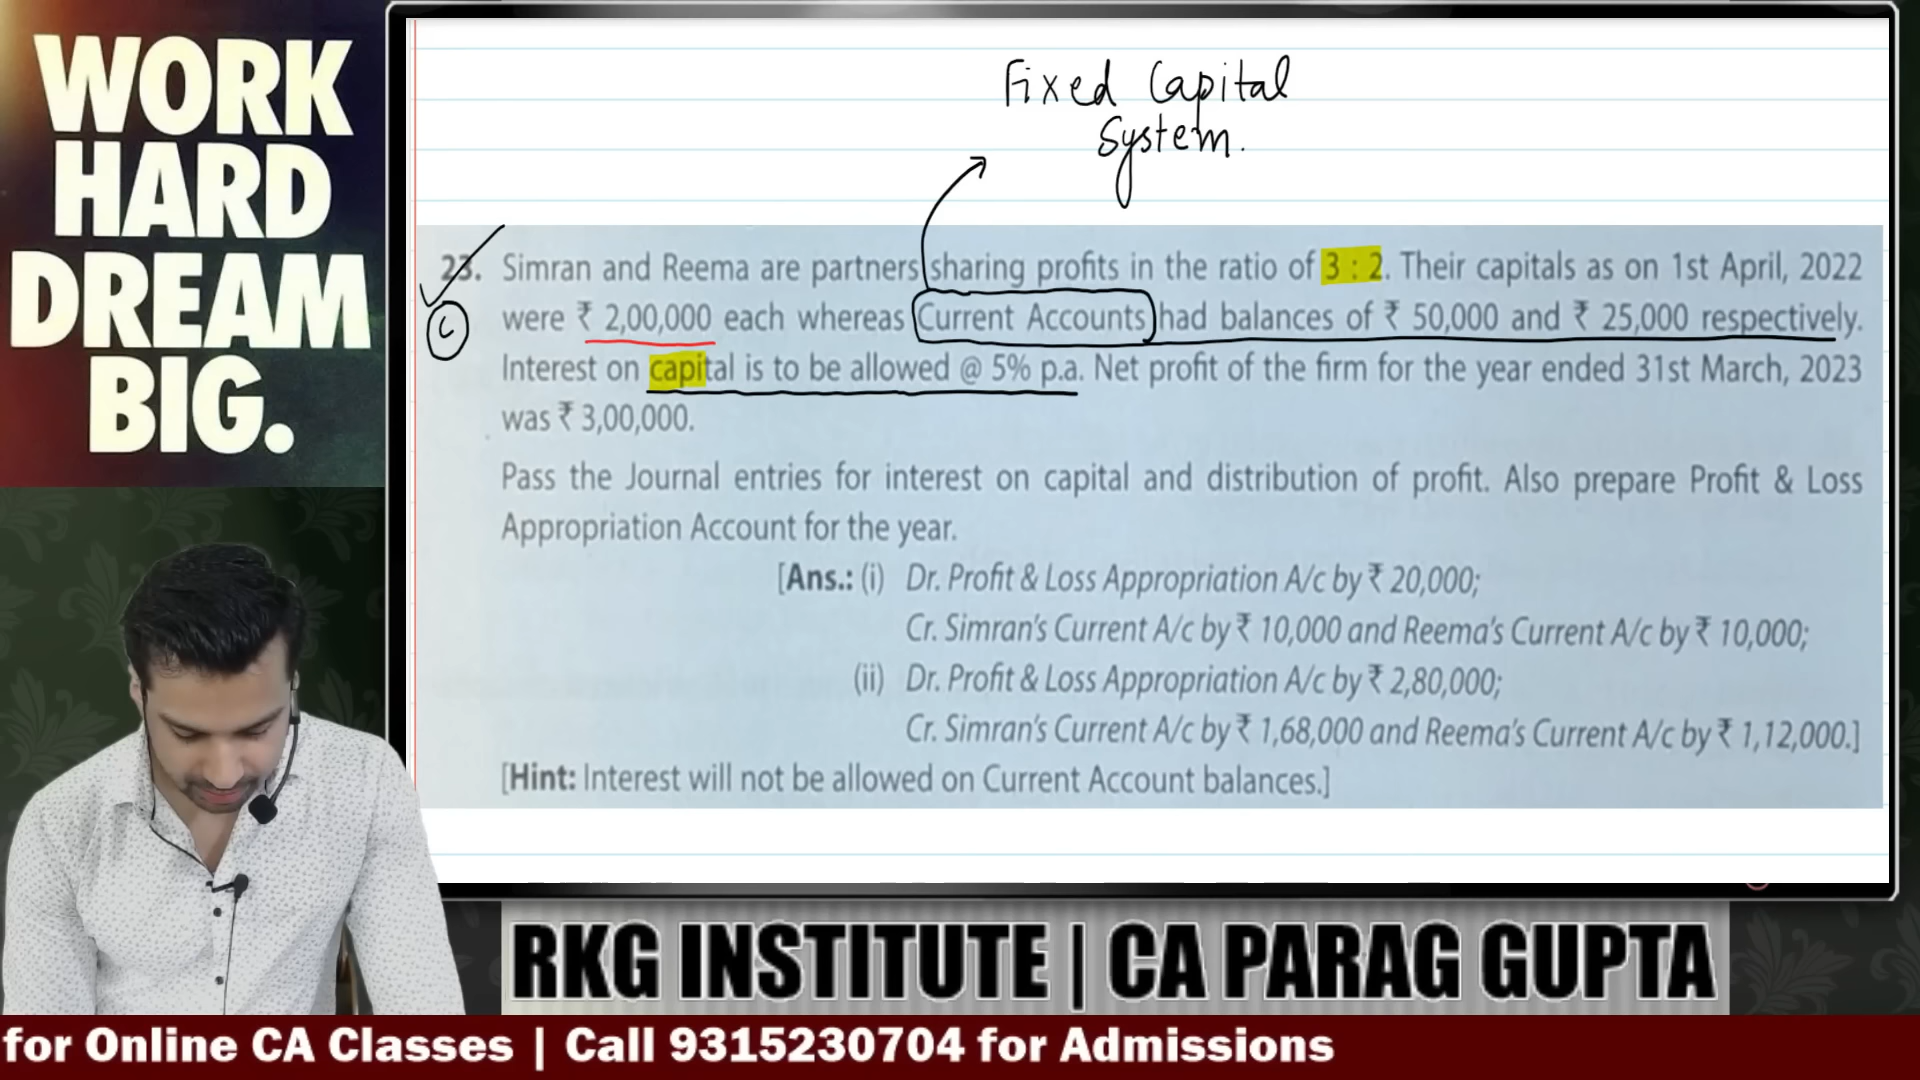 WORK
HARD
DREAM
BIG.
Fixed Capital
System.
23. Simran and Reema are partners sharing profits in the ratio of 3 : 2. Their capitals as on 1st April, 2022
were ₹ 2,00,000 each whereas Current Accounts had balances of ₹ 50,000 and ₹ 25,000 respectively.
Interest on capital is to be allowed @ 5% p.a. Net profit of the firm for the year ended 31st March, 2023
was ₹ 3,00,000.
Pass the Journal entries for interest on capital and distribution of profit. Also prepare Profit & Loss
Appropriation Account for the year.
[Ans.: (i) Dr. Profit & Loss Appropriation A/c by ₹ 20,000;
Cr. Simran's Current A/c by ₹ 10,000 and Reema's Current A/c by ₹ 10,000;
(ii) Dr. Profit & Loss Appropriation A/c by ₹ 2,80,000;
Cr. Simran's Current A/c by ₹ 1,68,000 and Reema's Current A/c by ₹ 1,12,000.]
[Hint: Interest will not be allowed on Current Account balances.]
RKG INSTITUTE | CA PARAG GUPTA
for Online CA Classes | Call 9315230704 for Admissions